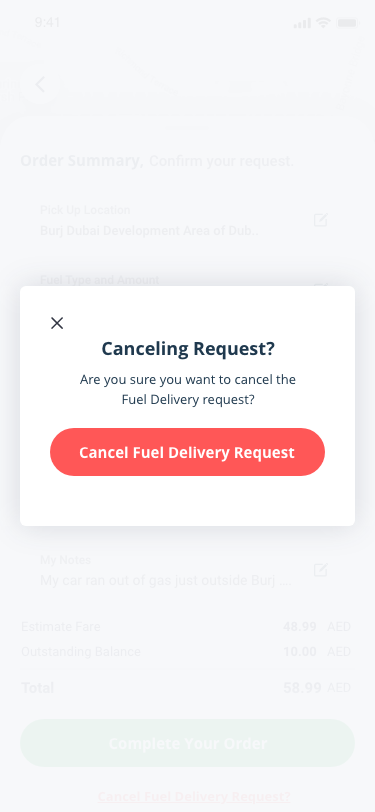 9:41
Order Summary, Confirm your request.
Pick Up Location
Burj Dubai Development Area of Dub..
Fuel Type and Amount
Canceling Request?
Are you sure you want to cancel the
Fuel Delivery request?
Cancel Fuel Delivery Request
My Notes
My car ran out of gas just outside Burj ...
Estimate Fare 48.99 AED
Outstanding Balance 10.00 AED
Total 58.99 AED
Complete Your Order
Cancel Fuel Delivery Request?